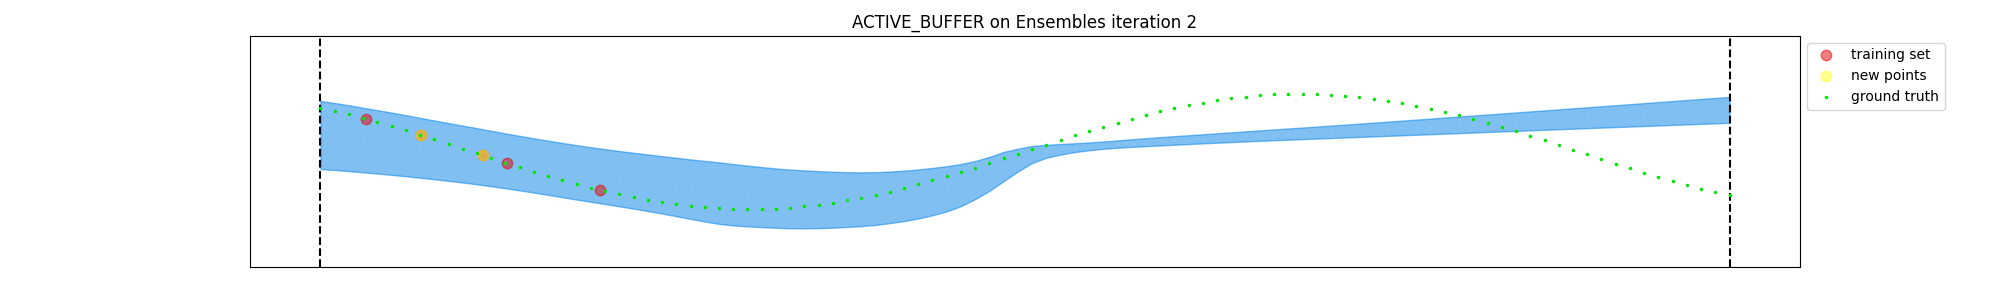 ACTIVE_BUFFER on Ensembles iteration 2
training set
new points
ground truth